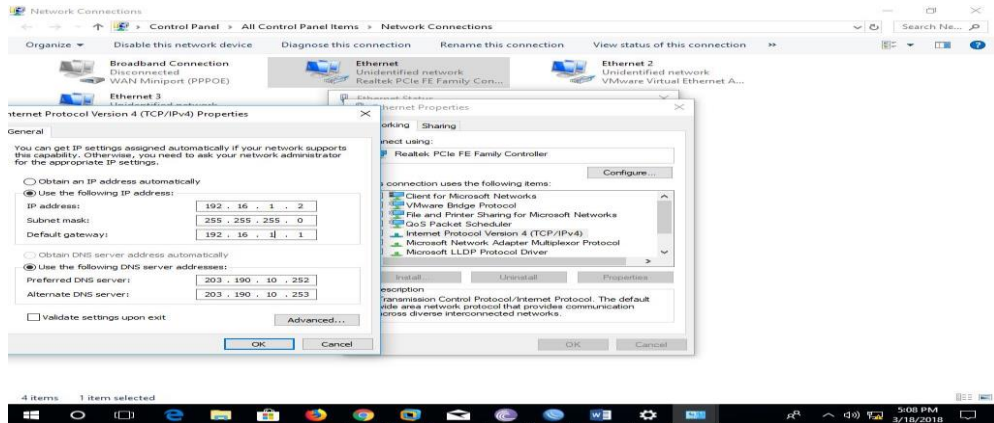 Network Connections
Control Panel > All Control Panel Items > Network Connections
Search Ne...
Organize
Disable this network device
Diagnose this connection
Rename this connection
View status of this connection
»
Broadband Connection
Disconnected
WAN Miniport (PPPOE)
Ethernet
Unidentified network
Realtek PCIe FE Family Con...
Ethernet 2
Unidentified network
VMware Virtual Ethernet A...
Ethernet 3
Unidentified network
Ethernet Status
nternet Protocol Version 4 (TCP/IPv4) Properties
General
You can get IP settings assigned automatically if your network supports
this capability. Otherwise, you need to ask your network administrator
for the appropriate IP settings.
Obtain an IP address automatically
Use the following IP address:
IP address: 192 . 16 . 1 . 2
Subnet mask: 255 . 255 . 255 . 0
Default gateway: 192 . 16 . 1 . 1
Obtain DNS server address automatically
Use the following DNS server addresses:
Preferred DNS server: 203 . 190 . 10 . 252
Alternate DNS server: 203 . 190 . 10 . 253
Validate settings upon exit
Advanced...
OK
Cancel
hernet Properties
orking
Sharing
nnect using:
Realtek PCIe FE Family Controller
Configure...
s connection uses the following items:
Client for Microsoft Networks
VMware Bridge Protocol
File and Printer Sharing for Microsoft Networks
QoS Packet Scheduler
Internet Protocol Version 4 (TCP/IPv4)
Microsoft Network Adapter Multiplexor Protocol
Microsoft LLDP Protocol Driver
Install...
Uninstall
Properties
escription
Transmission Control Protocol/Internet Protocol. The default
wide area network protocol that provides communication
across diverse interconnected networks.
OK
Cancel
4 items
1 item selected
5:08 PM
3/18/2018